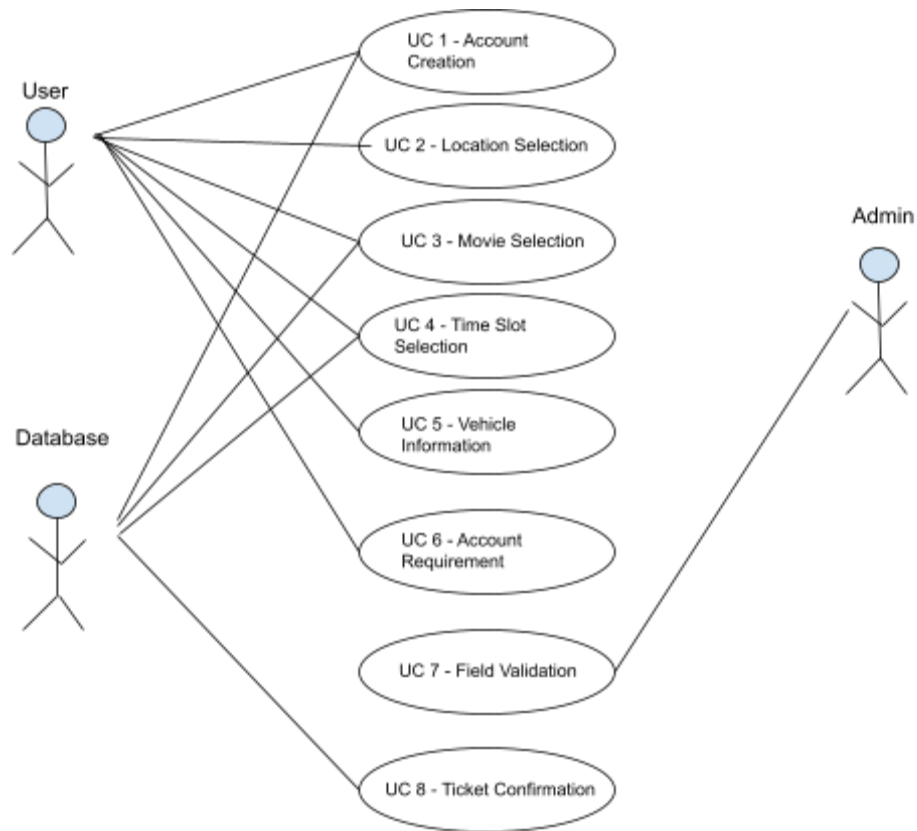 User
UC 1 - Account
Creation
UC 2 - Location Selection
UC 3 - Movie Selection
Admin
UC 4 - Time Slot
Selection
UC 5 - Vehicle
Information
Database
UC 6 - Account
Requirement
UC 7 - Field Validation
UC 8 - Ticket Confirmation